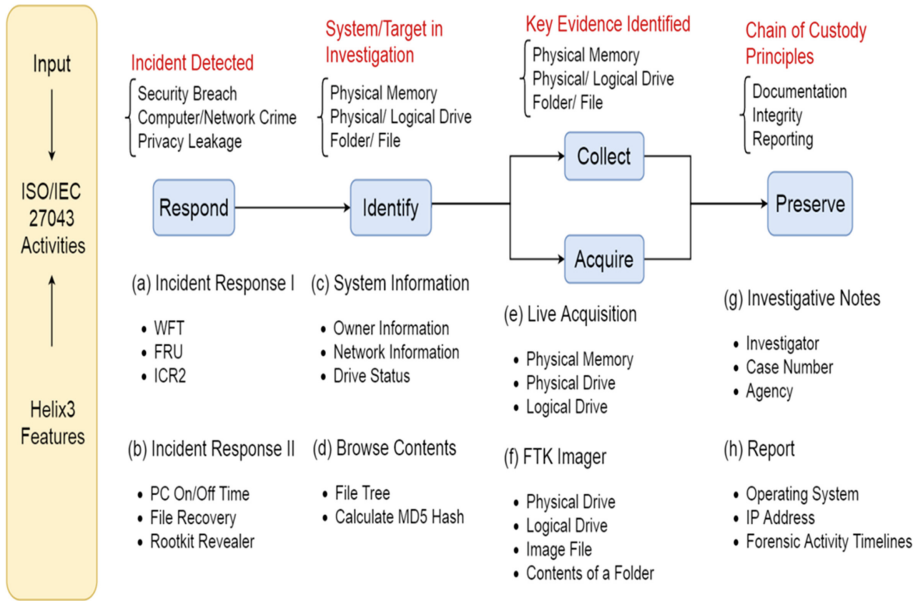 Input
ISO/IEC
27043
Activities
Helix3
Features
Incident Detected
Security Breach
Computer/Network Crime
Privacy Leakage
System/Target in
Investigation
Physical Memory
Physical/ Logical Drive
Folder/ File
Key Evidence Identified
Physical Memory
Physical/ Logical Drive
Folder/ File
Chain of Custody
Principles
Documentation
Integrity
Reporting
Respond
Identify
Collect
Acquire
Preserve
(a) Incident Response I
• WFT
• FRU
• ICR2
(b) Incident Response II
• PC On/Off Time
• File Recovery
• Rootkit Revealer
(c) System Information
• Owner Information
• Network Information
• Drive Status
(d) Browse Contents
• File Tree
• Calculate MD5 Hash
(e) Live Acquisition
• Physical Memory
• Physical Drive
• Logical Drive
(f) FTK Imager
• Physical Drive
• Logical Drive
• Image File
• Contents of a Folder
(g) Investigative Notes
• Investigator
• Case Number
• Agency
(h) Report
• Operating System
• IP Address
• Forensic Activity Timelines